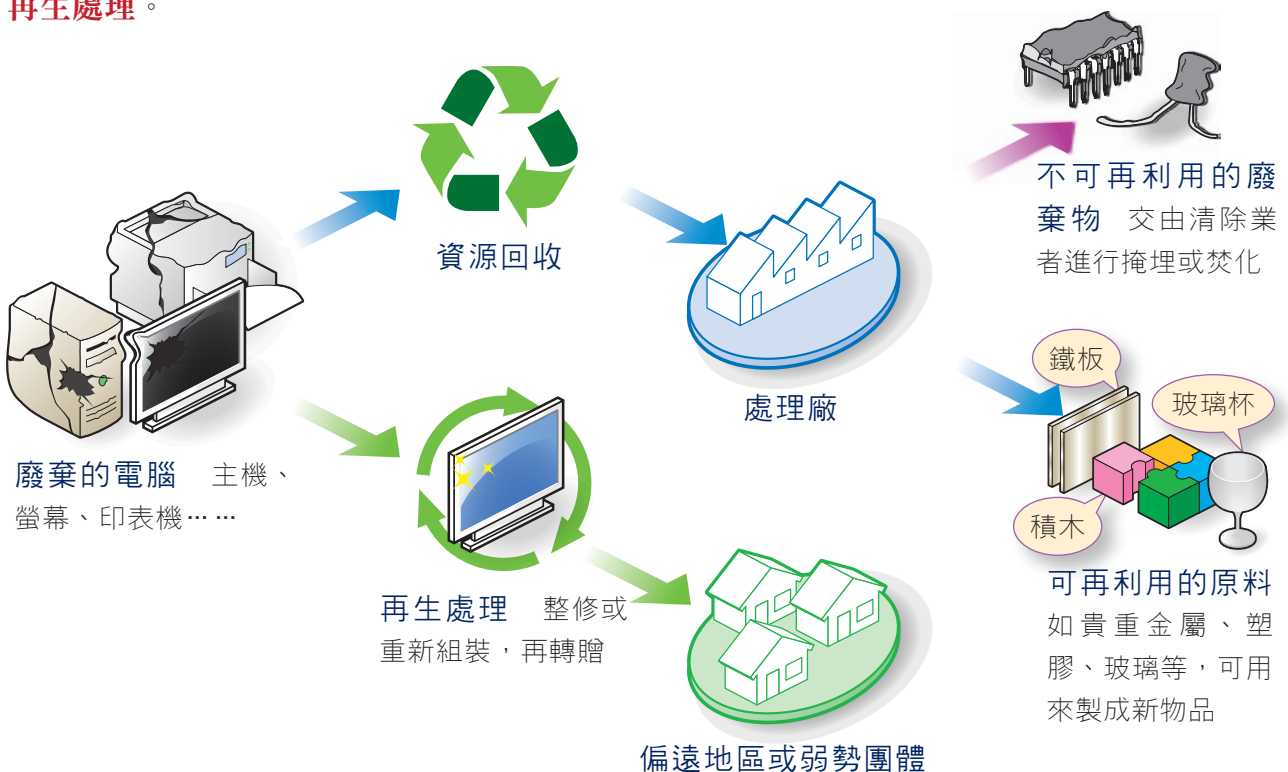 再生處理。
資源回收
不可再利用的廢
棄物　交由清除業
者進行掩埋或焚化
鐵板
玻璃杯
積木
處理廠
廢棄的電腦　主機、
螢幕、印表機……
再生處理　整修或
重新組裝，再轉贈
可再利用的原料
如貴重金屬、塑
膠、玻璃等，可用
來製成新物品
偏遠地區或弱勢團體